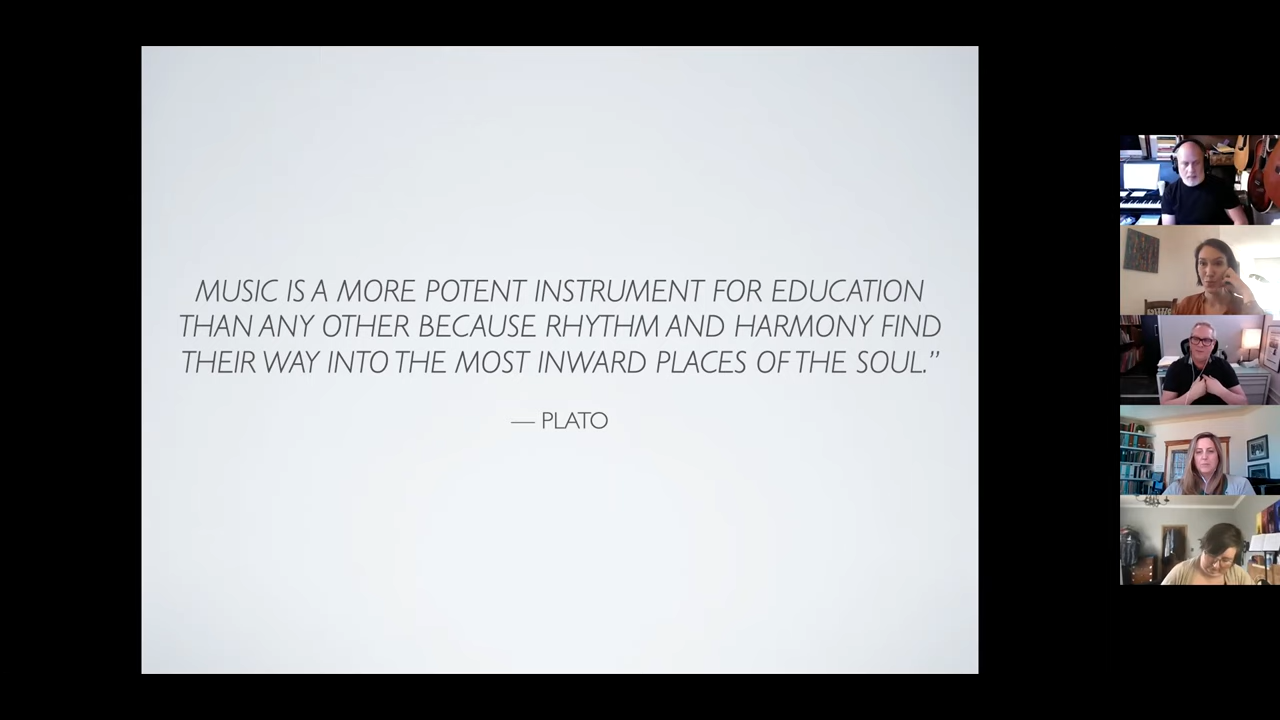 MUSIC IS A MORE POTENT INSTRUMENT FOR EDUCATION
THAN ANY OTHER BECAUSE RHYTHM AND HARMONY FIND
THEIR WAY INTO THE MOST INWARD PLACES OF THE SOUL.”
— PLATO